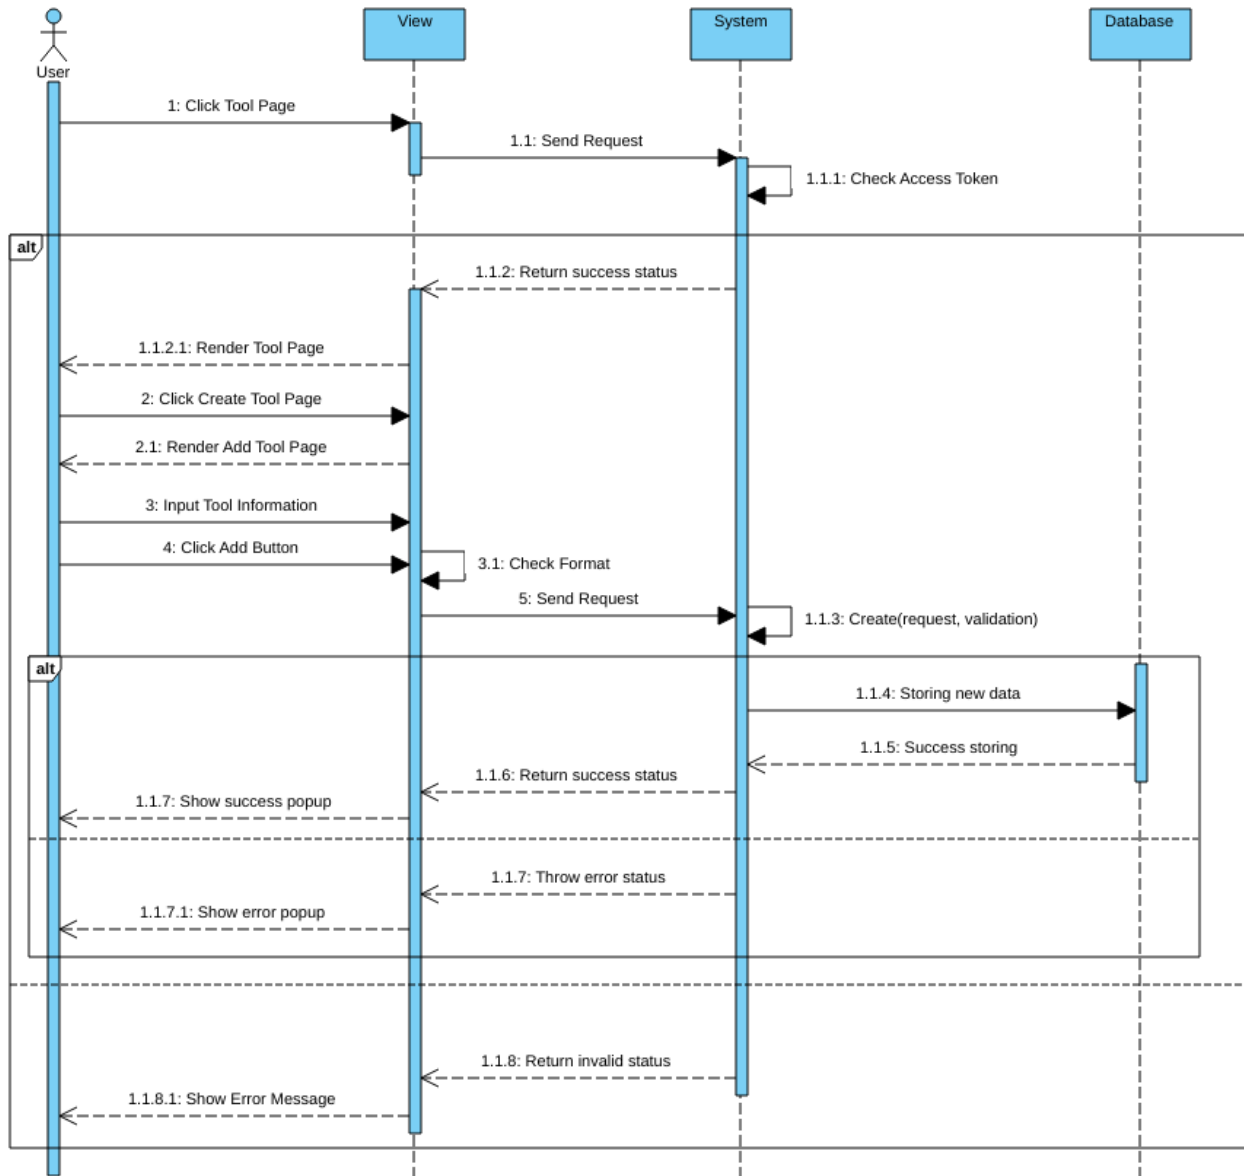 View
System
Database
User
1: Click Tool Page
1.1: Send Request
1.1.1: Check Access Token
alt
1.1.2: Return success status
1.1.2.1: Render Tool Page
2: Click Create Tool Page
2.1: Render Add Tool Page
3: Input Tool Information
4: Click Add Button
3.1: Check Format
5: Send Request
1.1.3: Create(request, validation)
alt
1.1.4: Storing new data
1.1.5: Success storing
1.1.6: Return success status
1.1.7: Show success popup
1.1.7: Throw error status
1.1.7.1: Show error popup
1.1.8: Return invalid status
1.1.8.1: Show Error Message